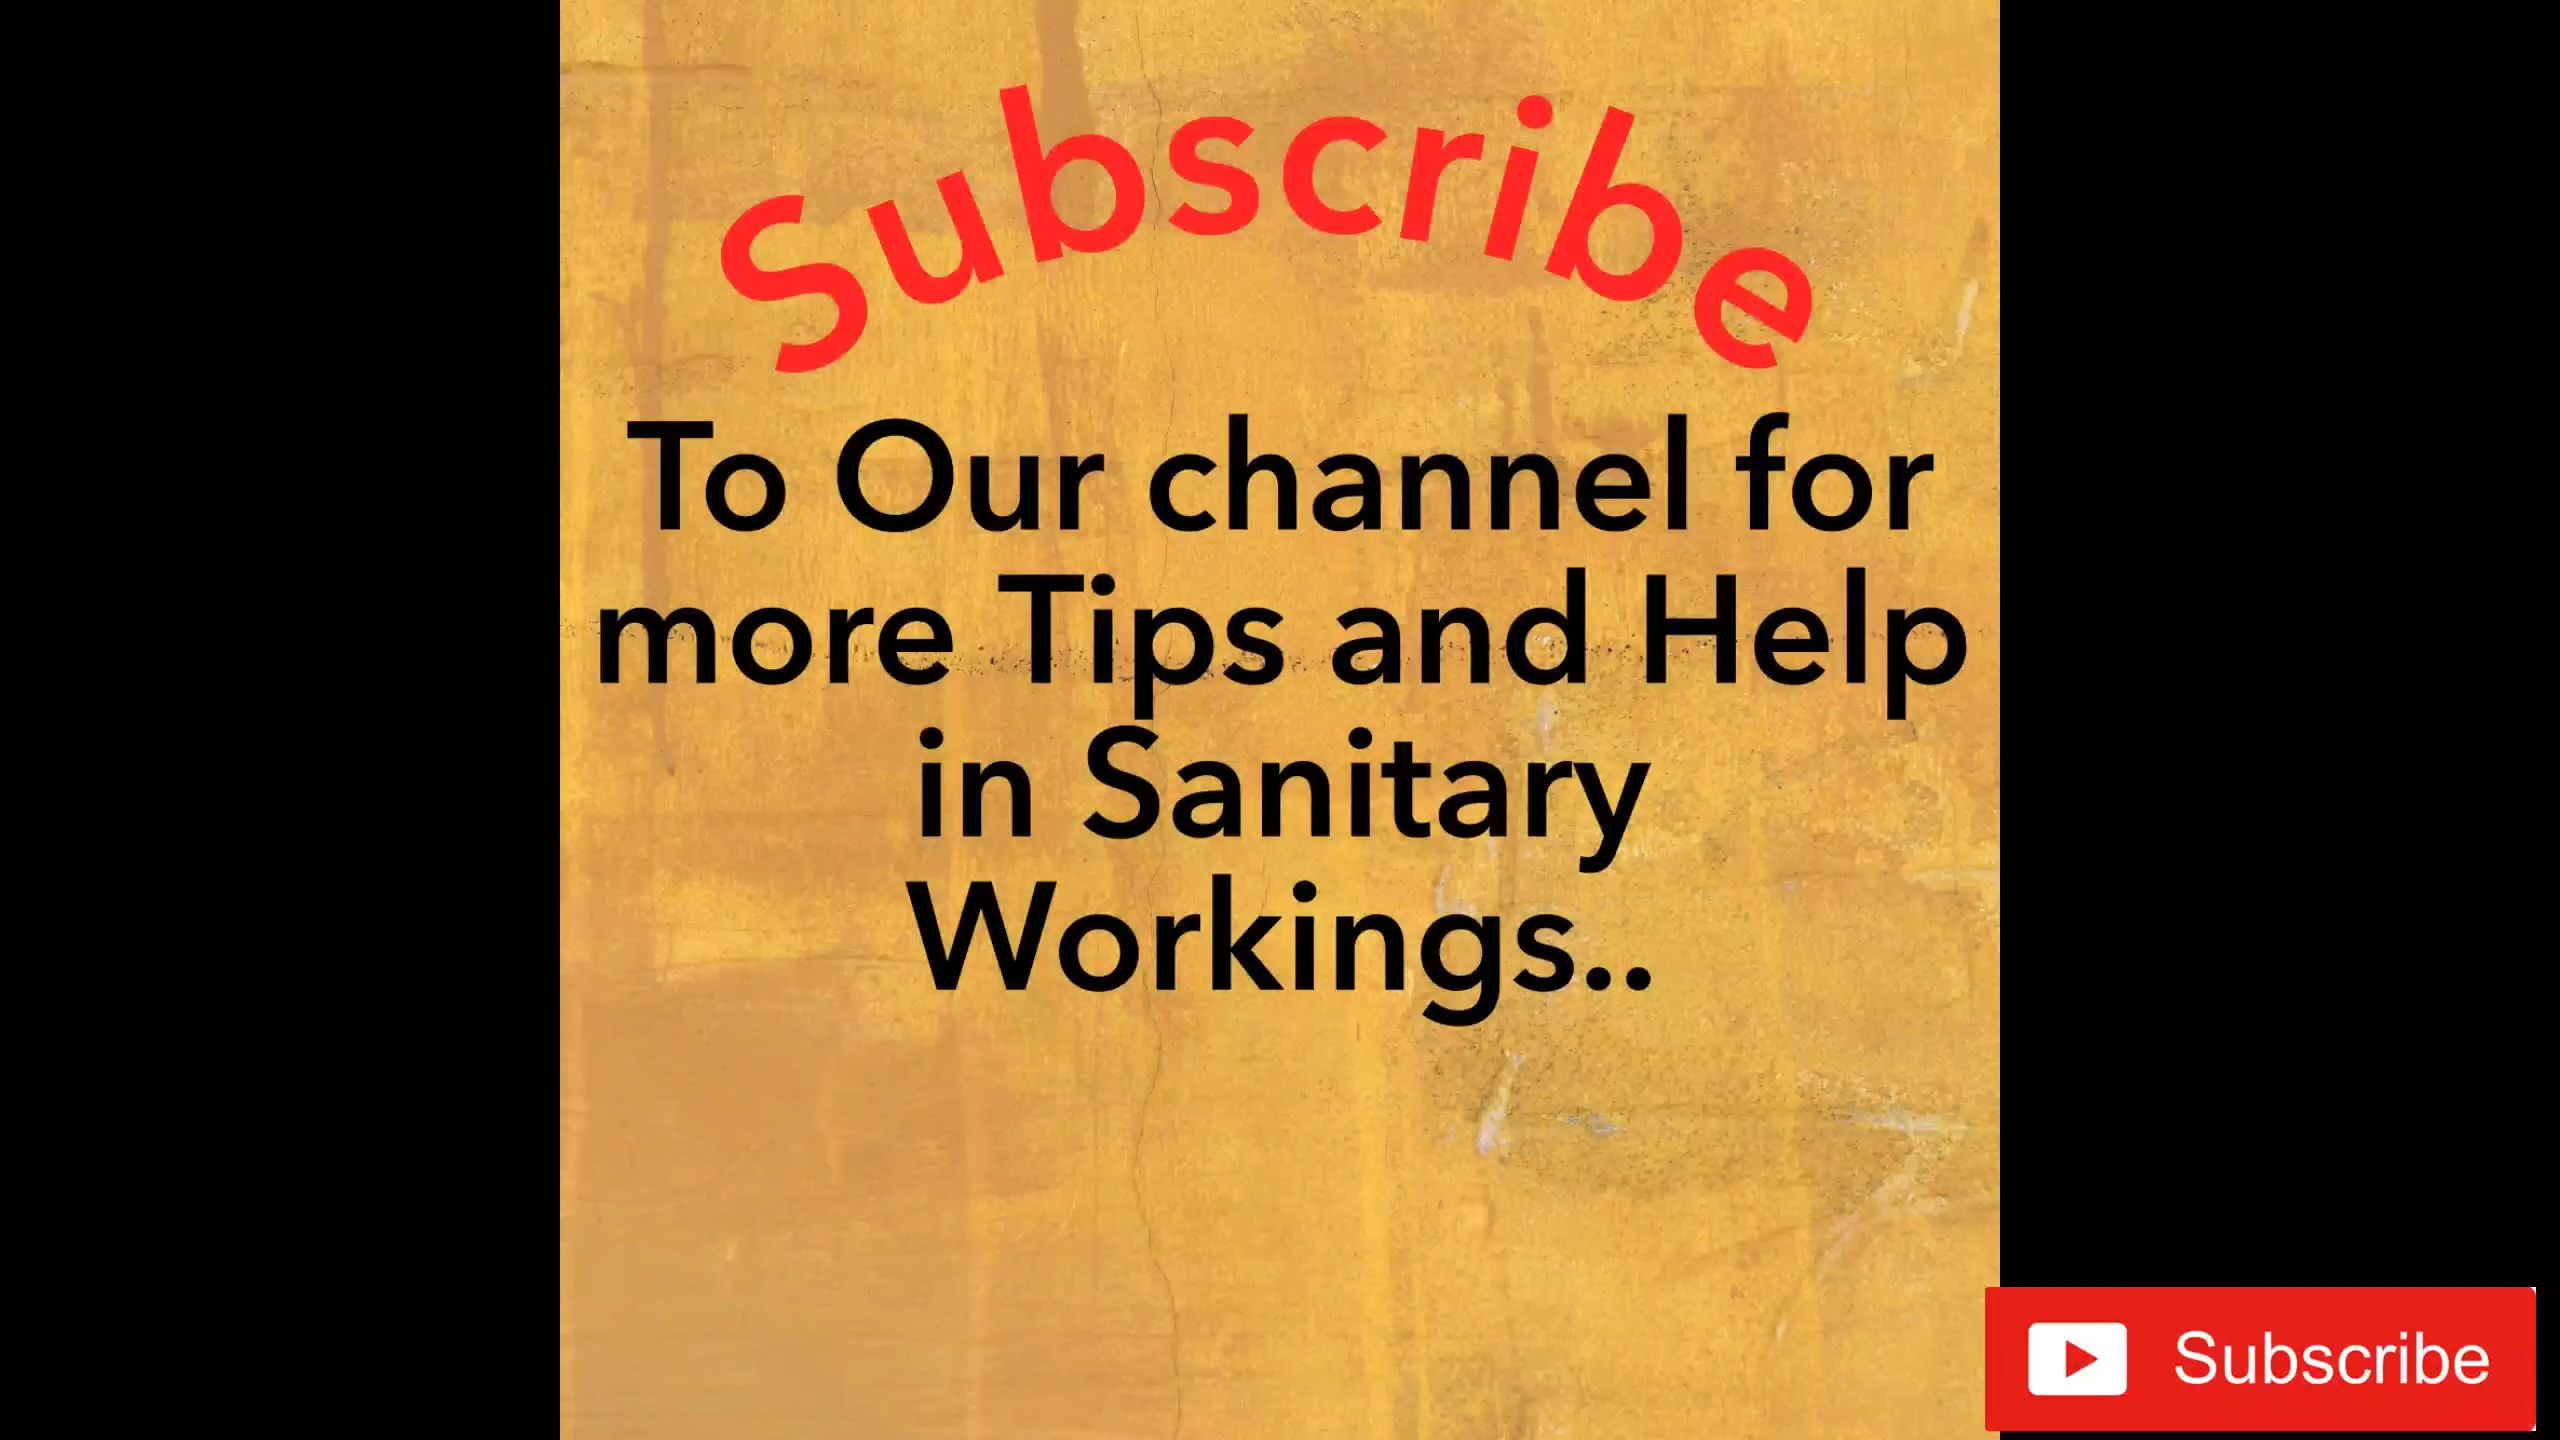 Subscribe
To Our channel for
more Tips and Help
in Sanitary
Workings..
Subscribe